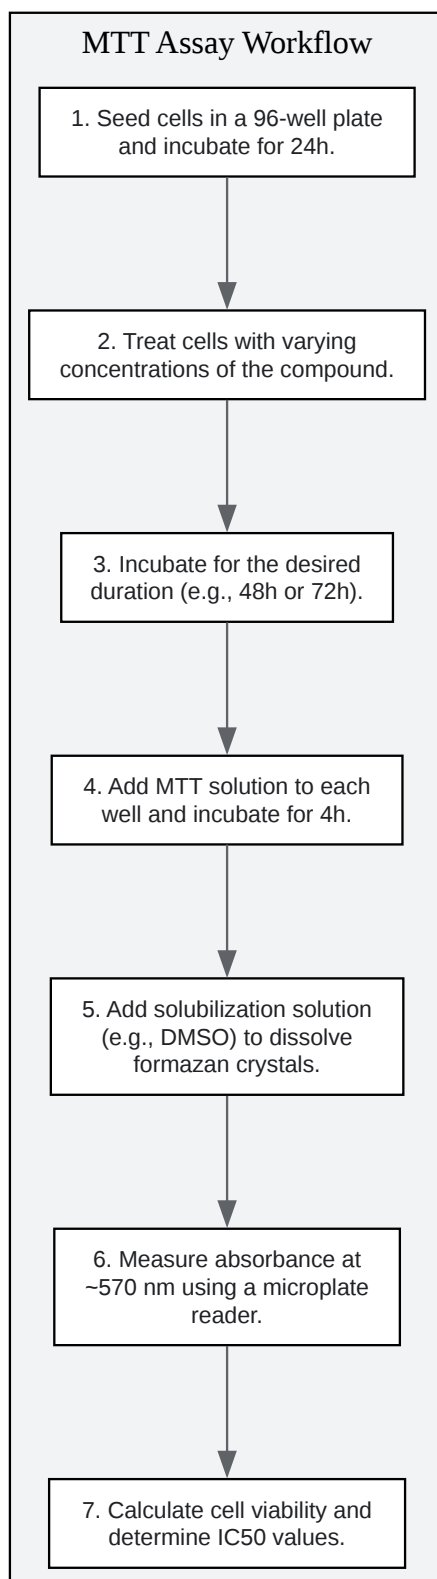 MTT Assay Workflow
1. Seed cells in a 96-well plate
and incubate for 24h.
2. Treat cells with varying
concentrations of the compound.
3. Incubate for the desired
duration (e.g., 48h or 72h).
4. Add MTT solution to each
well and incubate for 4h.
5. Add solubilization solution
(e.g., DMSO) to dissolve
formazan crystals.
6. Measure absorbance at
~570 nm using a microplate
reader.
7. Calculate cell viability and
determine IC50 values.